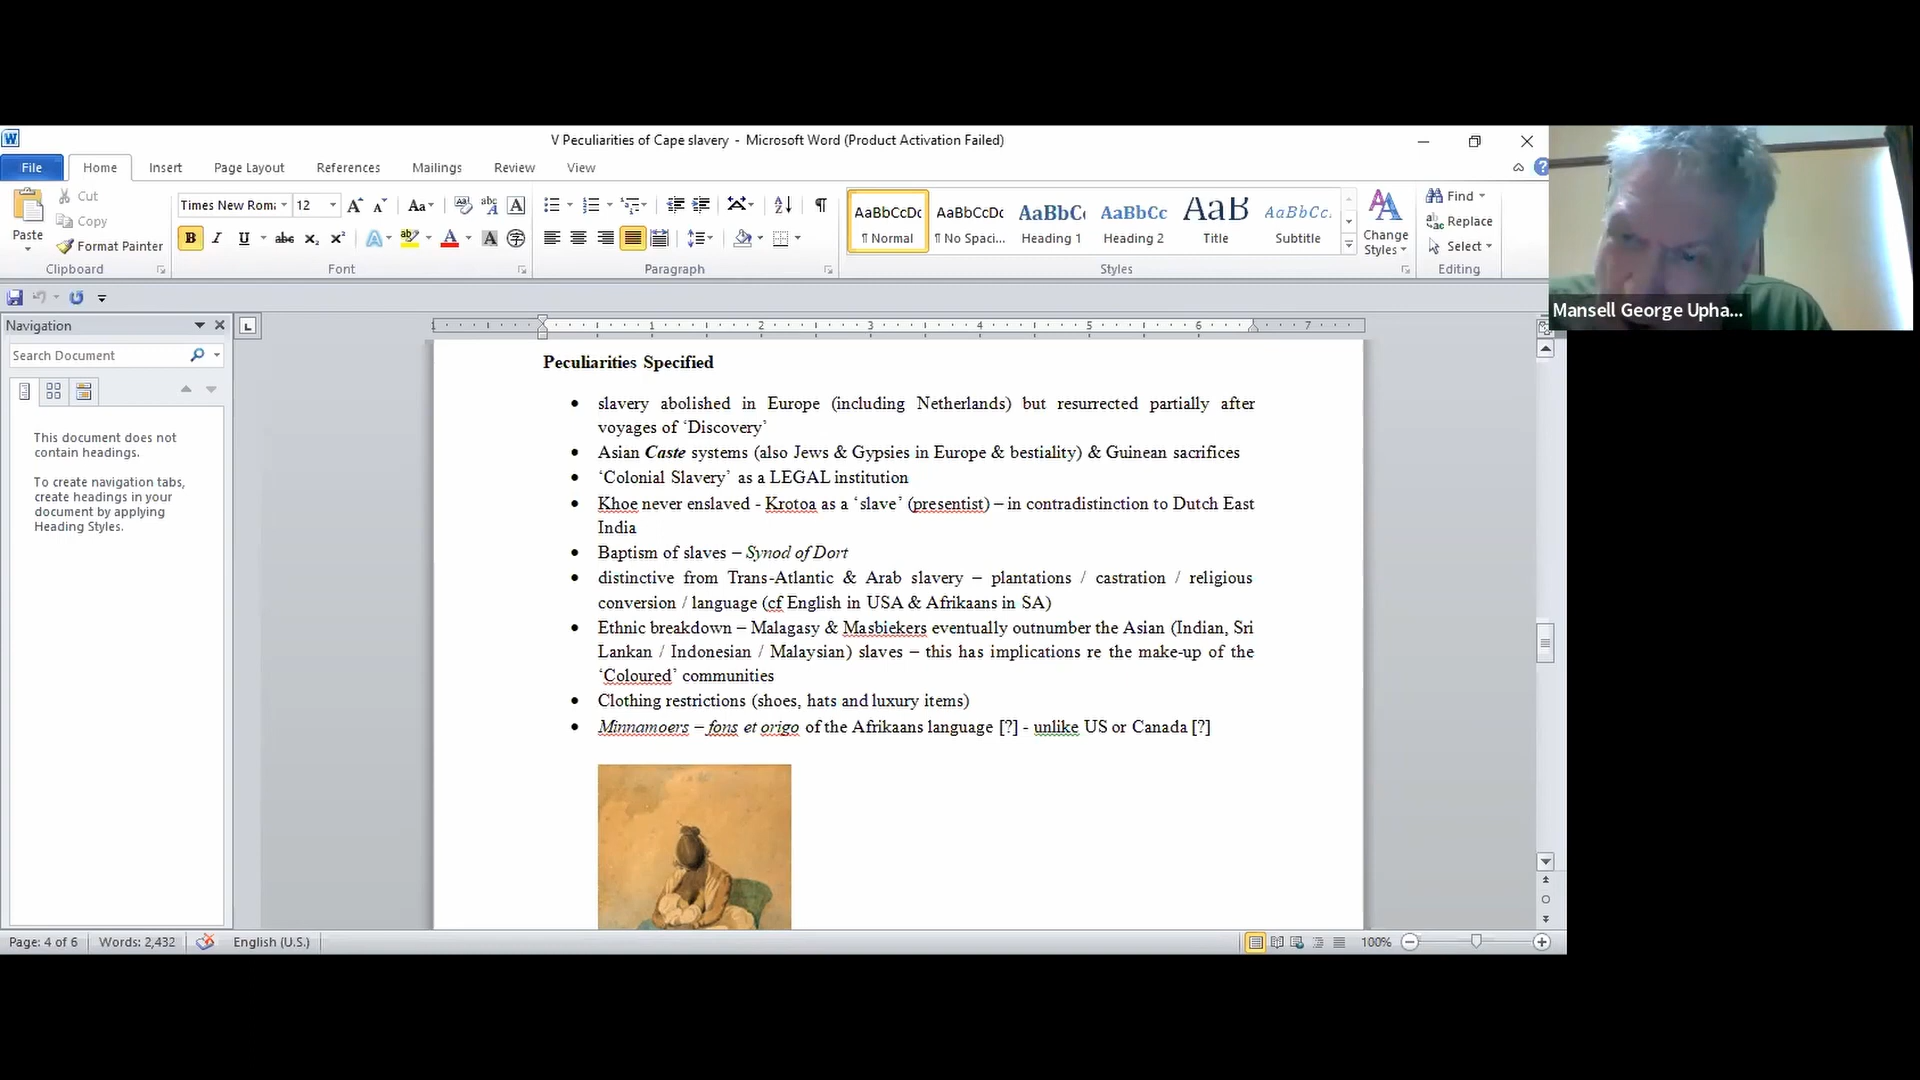 V Peculiarities of Cape slavery - Microsoft Word (Product Activation Failed)
File Home Insert Page Layout References Mailings Review View
Paste
Cut
Copy
Format Painter
Clipboard
Times New Rom: 12
Font
Paragraph
AaBbCcDc AaBbCcDc AaBbC( AaBbCc AaB AaBbCc.
¶ Normal ¶ No Spaci... Heading 1 Heading 2 Title Subtitle
Change Styles
Styles
Find
Replace
Select
Editing
Mansell George Upha...
Navigation
Search Document
This document does not
contain headings.
To create navigation tabs,
create headings in your
document by applying
Heading Styles.
1 1 2 3 4 5 6 7
Peculiarities Specified
• slavery abolished in Europe (including Netherlands) but resurrected partially after
voyages of ‘Discovery’
• Asian Caste systems (also Jews & Gypsies in Europe & bestiality) & Guinean sacrifices
• ‘Colonial Slavery’ as a LEGAL institution
• Khoe never enslaved - Krotoa as a ‘slave’ (presentist) – in contradistinction to Dutch East
India
• Baptism of slaves – Synod of Dort
• distinctive from Trans-Atlantic & Arab slavery – plantations / castration / religious
conversion / language (cf English in USA & Afrikaans in SA)
• Ethnic breakdown – Malagasy & Masbiekers eventually outnumber the Asian (Indian, Sri
Lankan / Indonesian / Malaysian) slaves – this has implications re the make-up of the
‘Coloured’ communities
• Clothing restrictions (shoes, hats and luxury items)
• Minnamoers – fons et origo of the Afrikaans language [?] - unlike US or Canada [?]
Page: 4 of 6 Words: 2,432 English (U.S.) 100%